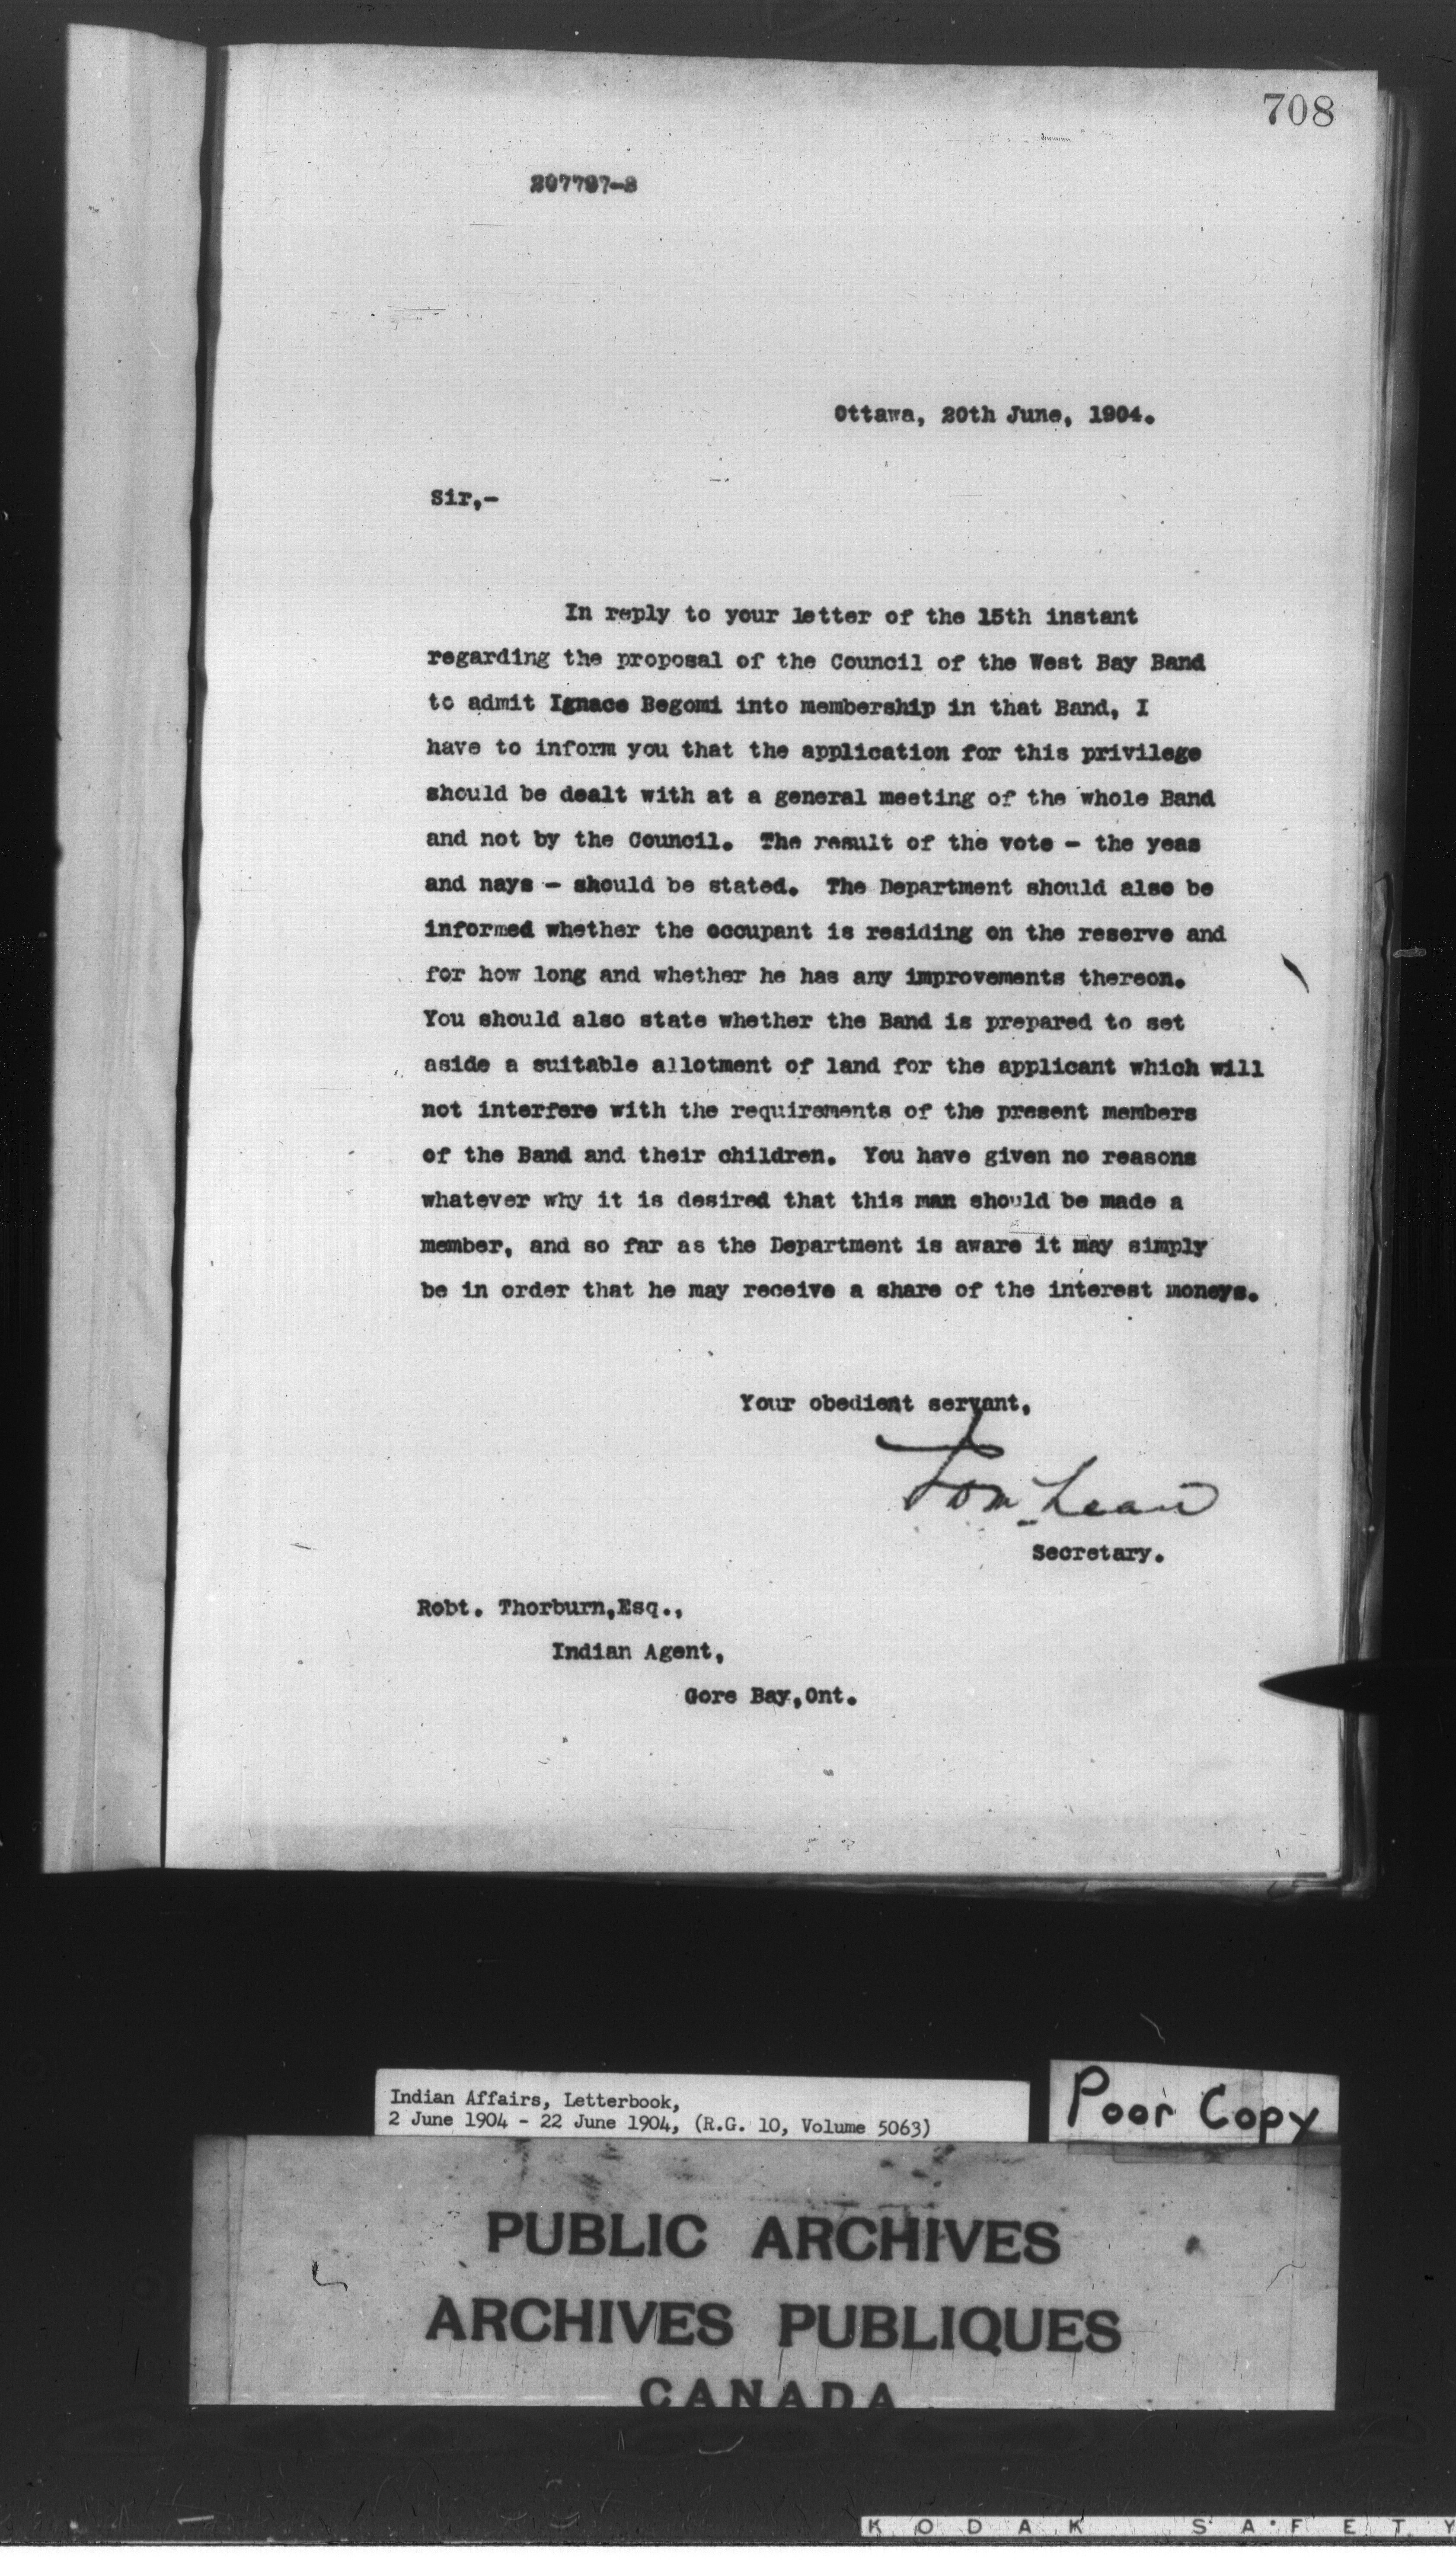 708
Ottawa, 20th June, 1904.
Sir,-
In reply to your letter of the 15th instant
regarding the proposal of the Council of the West Bay Band
to admit Ignace Begomi into membership in that Band, I
have to inform you that the application for this privilege
should be dealt with at a general meeting of the whole Band
and not by the Council. The result of the vote - the yeas
and nays - should be stated. The Department should also be
informed whether the occupant is residing on the reserve and
for how long and whether he has any improvements thereon.
You should also state whether the Band is prepared to set
aside a suitable allotment of land for the applicant which will
not interfere with the requirements of the present members
of the Band and their children. You have given no reasons
whatever why it is desired that this man should be made a
member, and so far as the Department is aware it may simply
be in order that he may receive a share of the interest moneys.
Your obedient servant,
Secretary.
Robt. Thorburn,Esq.,
Indian Agent,
Gore Bay,Ont.
Indian Affairs, Letterbook,
2 June 1904 - 22 June 1904, (R.G. 10, Volume 5063)
Poor Copy
PUBLIC ARCHIVES
ARCHIVES PUBLIQUES
CANADA
KODAK SAFETY